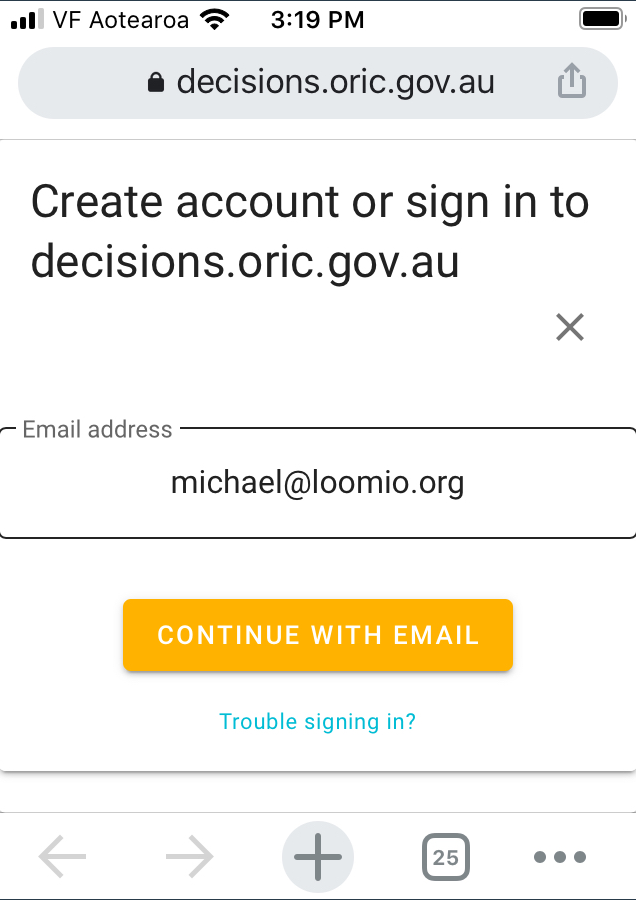 VF Aotearoa 3:19 PM
decisions.oric.gov.au
Create account or sign in to
decisions.oric.gov.au
Email address
michael@loomio.org
CONTINUE WITH EMAIL
Trouble signing in?
25